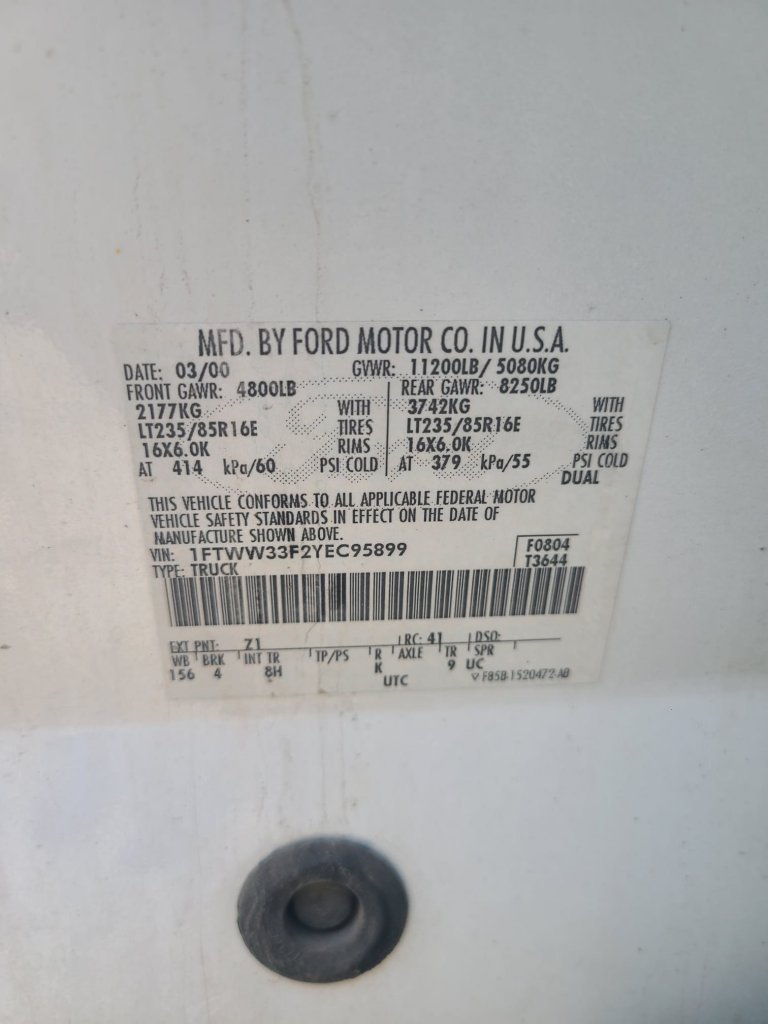 MFD. BY FORD MOTOR CO. IN U.S.A.
DATE: 03/00 GVWR: 11200LB/ 5080KG
FRONT GAWR: 4800LB REAR GAWR: 8250LB
2177KG WITH 3742KG WITH
LT235/85R16E TIRES LT235/85R16E TIRES
16X6.0K RIMS 16X6.0K RIMS
AT 414 kPa/60 PSI COLD AT 379 kPa/55 PSI COLD
DUAL
THIS VEHICLE CONFORMS TO ALL APPLICABLE FEDERAL MOTOR
VEHICLE SAFETY STANDARDS IN EFFECT ON THE DATE OF
MANUFACTURE SHOWN ABOVE.
VIN: 1FTWW33F2YEC95899 F0804
TYPE: TRUCK T3644
EXT PNT: Z1 RC: 41 DSO:
WB BRK INT TR TP/PS R AXLE TR SPR
156 4 8H K 9 UC
UTC F85B-1520472-AB